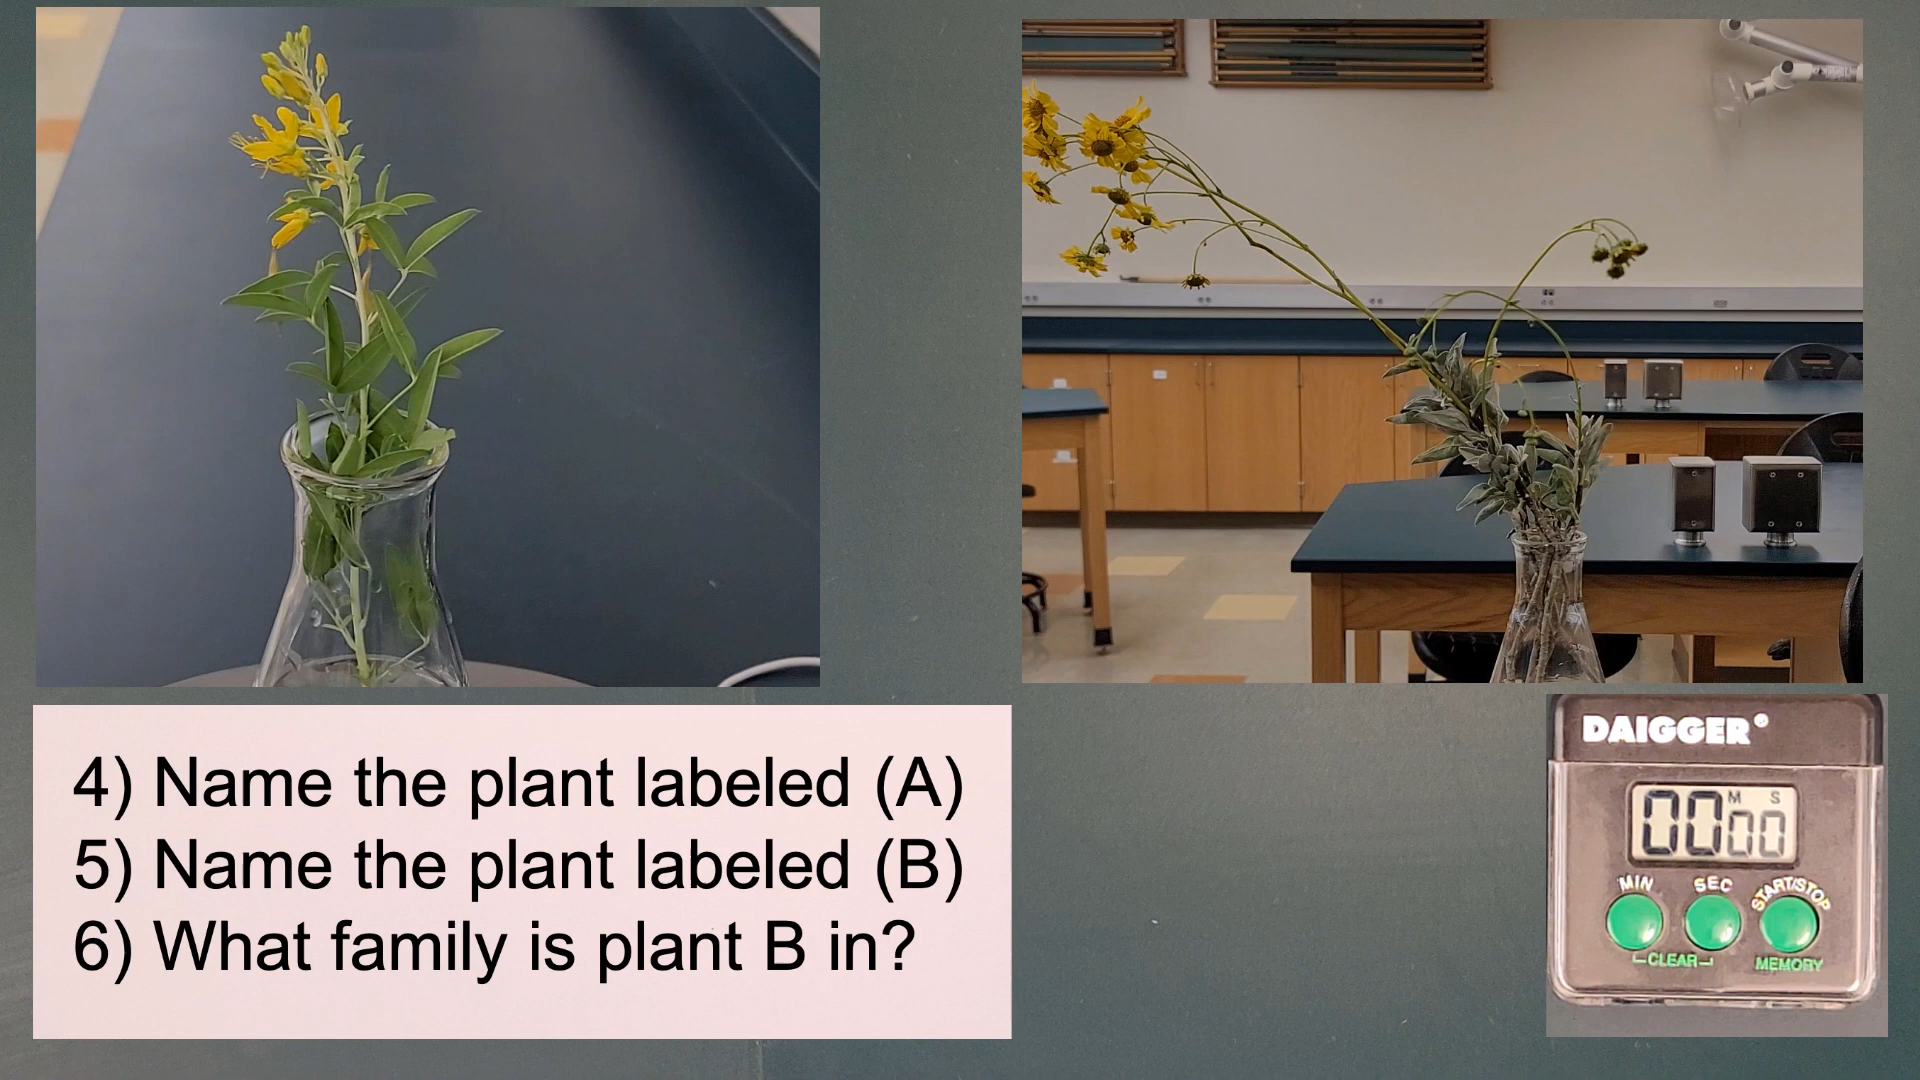 4) Name the plant labeled (A)
5) Name the plant labeled (B)
6) What family is plant B in?
DAIGGER®
M S
00 00
MIN SEC START/STOP
CLEAR MEMORY